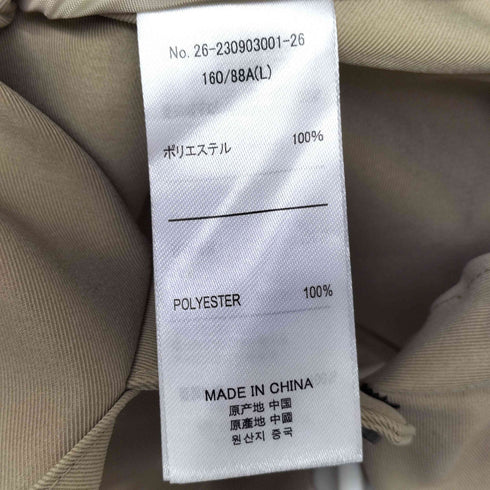 No. 26-230903001-26
160/88A(L)
ポリエステル 100%
POLYESTER 100%
MADE IN CHINA
原产地 中国
原產地 中國
원산지 중국